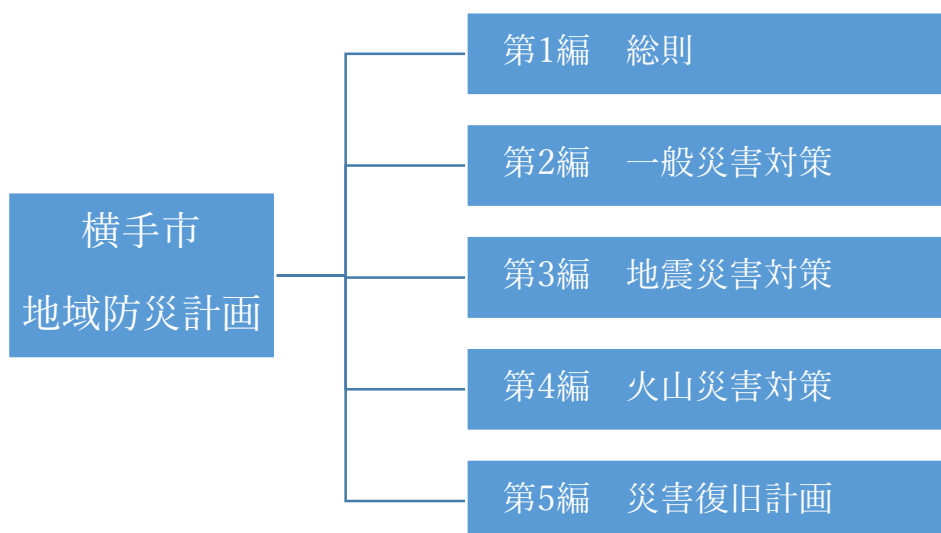 横手市
地域防災計画
第1編　総則
第2編　一般災害対策
第3編　地震災害対策
第4編　火山災害対策
第5編　災害復旧計画